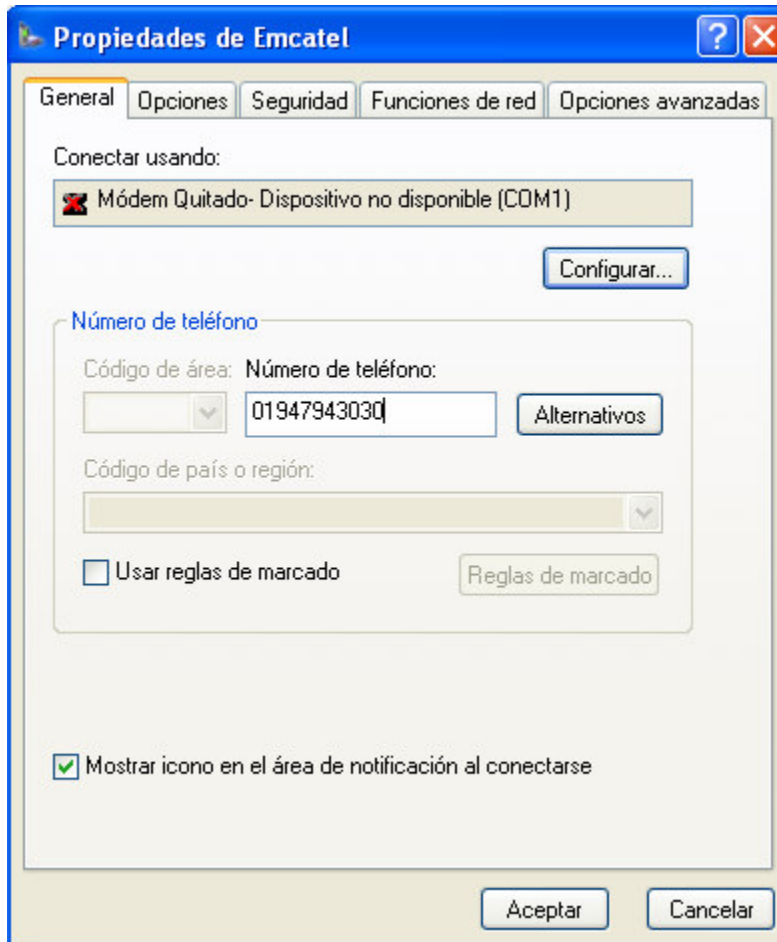 Propiedades de Emcatel
General Opciones Seguridad Funciones de red Opciones avanzadas
Conectar usando:
Módem Quitado- Dispositivo no disponible (COM1)
Configurar...
Número de teléfono
Código de área: Número de teléfono:
01947943030 Alternativos
Código de país o región:
Usar reglas de marcado Reglas de marcado
Mostrar icono en el área de notificación al conectarse
Aceptar Cancelar